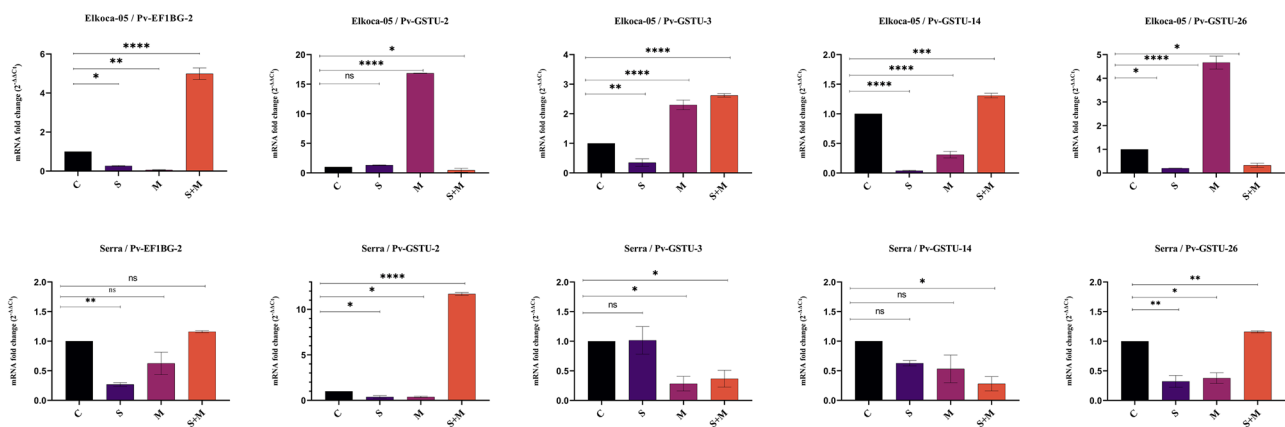 Elkoca-05 / Pv-EF1BG-2
mRNA fold change (2^-ΔΔCt)
6
4
2
0
****
**
*
C
S
M
S+M
Elkoca-05 / Pv-GSTU-2
mRNA fold change (2^-ΔΔCt)
20
15
10
5
0
*
****
ns
C
S
M
S+M
Elkoca-05 / Pv-GSTU-3
mRNA fold change (2^-ΔΔCt)
4
3
2
1
0
****
****
**
C
S
M
S+M
Elkoca-05 / Pv-GSTU-14
mRNA fold change (2^-ΔΔCt)
1.5
1.0
0.5
0.0
***
****
****
C
S
M
S+M
Elkoca-05 / Pv-GSTU-26
mRNA fold change (2^-ΔΔCt)
5
4
3
2
1
0
*
****
*
C
S
M
S+M
Serra / Pv-EF1BG-2
mRNA fold change (2^-ΔΔCt)
2.0
1.5
1.0
0.5
0.0
ns
ns
**
C
S
M
S+M
Serra / Pv-GSTU-2
mRNA fold change (2^-ΔΔCt)
10
5
0
****
*
*
C
S
M
S+M
Serra / Pv-GSTU-3
mRNA fold change (2^-ΔΔCt)
2.0
1.5
1.0
0.5
0.0
*
*
ns
C
S
M
S+M
Serra / Pv-GSTU-14
mRNA fold change (2^-ΔΔCt)
2.0
1.5
1.0
0.5
0.0
*
ns
ns
C
S
M
S+M
Serra / Pv-GSTU-26
mRNA fold change (2^-ΔΔCt)
2.0
1.5
1.0
0.5
0.0
**
*
**
C
S
M
S+M